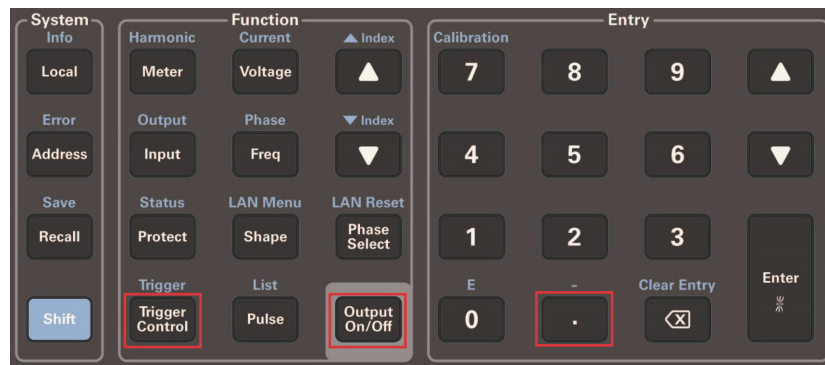 System
Function
Entry
Info
Harmonic
Current
▲ Index
Calibration
Local
Meter
Voltage
▲
7
8
9
▲
Error
Output
Phase
▼ Index
Address
Input
Freq
▼
4
5
6
▼
Save
Status
LAN Menu
LAN Reset
Recall
Protect
Shape
Phase
Select
1
2
3
Trigger
List
E
-
Clear Entry
Enter
Shift
Trigger
Control
Pulse
Output
On/Off
0
.